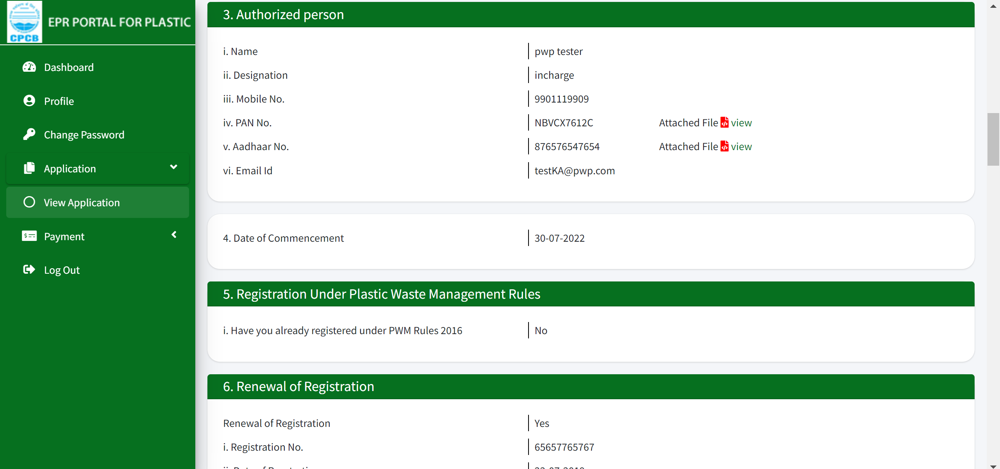 CPCB
EPR PORTAL FOR PLASTIC
Dashboard
Profile
Change Password
Application
View Application
Payment
Log Out
3. Authorized person
i. Name pwp tester
ii. Designation incharge
iii. Mobile No. 9901119909
iv. PAN No. NBVCX7612C Attached File view
v. Aadhaar No. 876576547654 Attached File view
vi. Email Id testKA@pwp.com
4. Date of Commencement 30-07-2022
5. Registration Under Plastic Waste Management Rules
i. Have you already registered under PWM Rules 2016 No
6. Renewal of Registration
Renewal of Registration Yes
i. Registration No. 65657765767